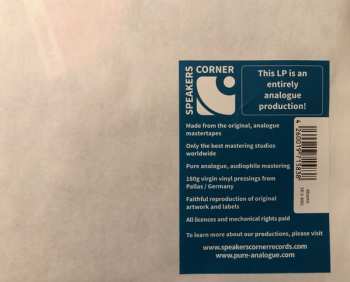 SPEAKERS
CORNER
This LP is an
entirely
analogue
production!
Made from the original, analogue
mastertapes
Only the best mastering studios
worldwide
Pure analogue, audiophile mastering
180g virgin vinyl pressings from
Pallas / Germany
Faithful reproduction of original
artwork and labels
All licences and mechanical rights paid
To learn more about our productions, please visit
www.speakerscornerrecords.com
www.pure-analogue.com